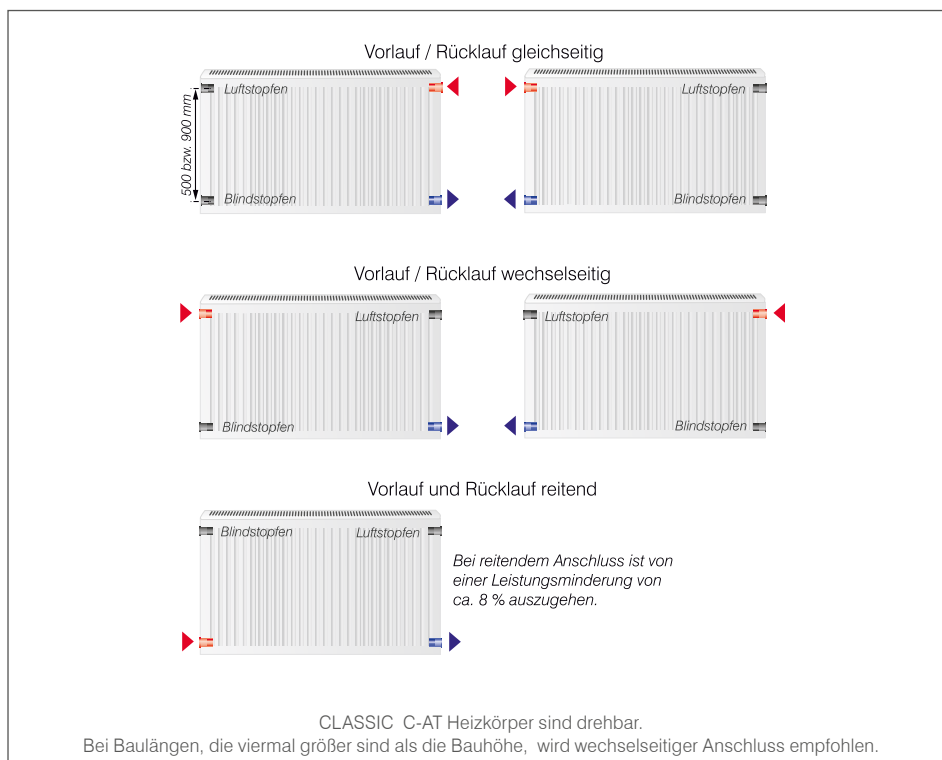 Vorlauf / Rücklauf gleichseitig
Luftstopfen
Luftstopfen
500 bzw. 900 mm
Blindstopfen
Blindstopfen
Vorlauf / Rücklauf wechselseitig
Luftstopfen
Luftstopfen
Blindstopfen
Blindstopfen
Vorlauf und Rücklauf reitend
Blindstopfen
Luftstopfen
Bei reitendem Anschluss ist von
einer Leistungsminderung von
ca. 8 % auszugehen.
CLASSIC C-AT Heizkörper sind drehbar.
Bei Baulängen, die viermal größer sind als die Bauhöhe, wird wechselseitiger Anschluss empfohlen.